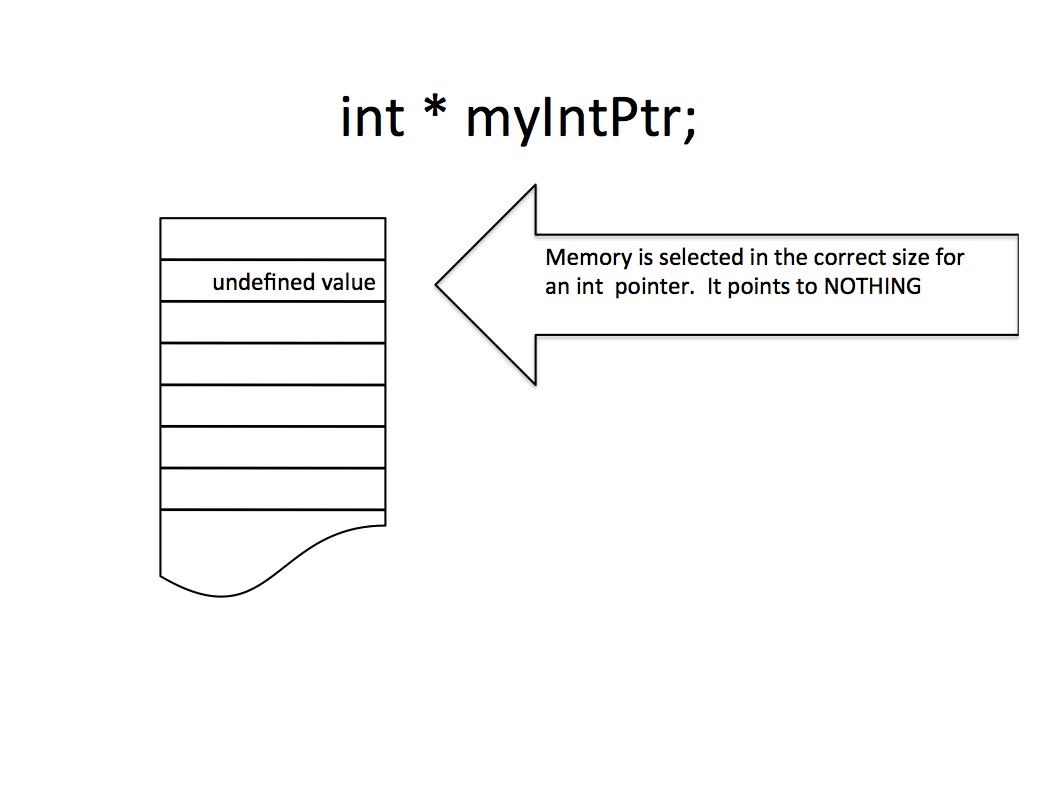 int * myIntPtr;
undefined value
Memory is selected in the correct size for
an int  pointer.  It points to NOTHING